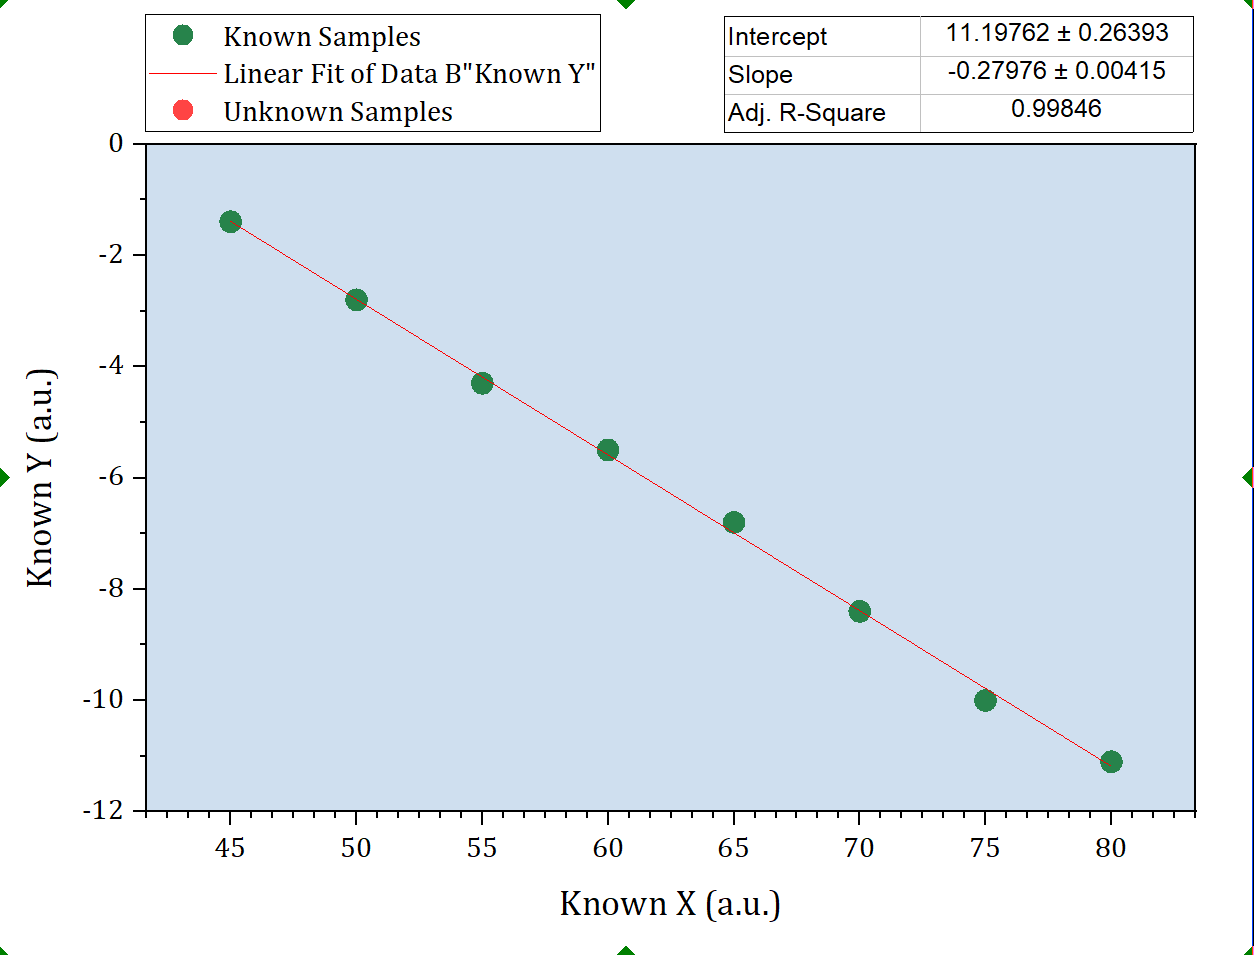 Known Samples
Linear Fit of Data B"Known Y"
Unknown Samples
Intercept 11.19762 ± 0.26393
Slope -0.27976 ± 0.00415
Adj. R-Square 0.99846
0
-2
-4
-6
-8
-10
-12
Known Y (a.u.)
45 50 55 60 65 70 75 80
Known X (a.u.)